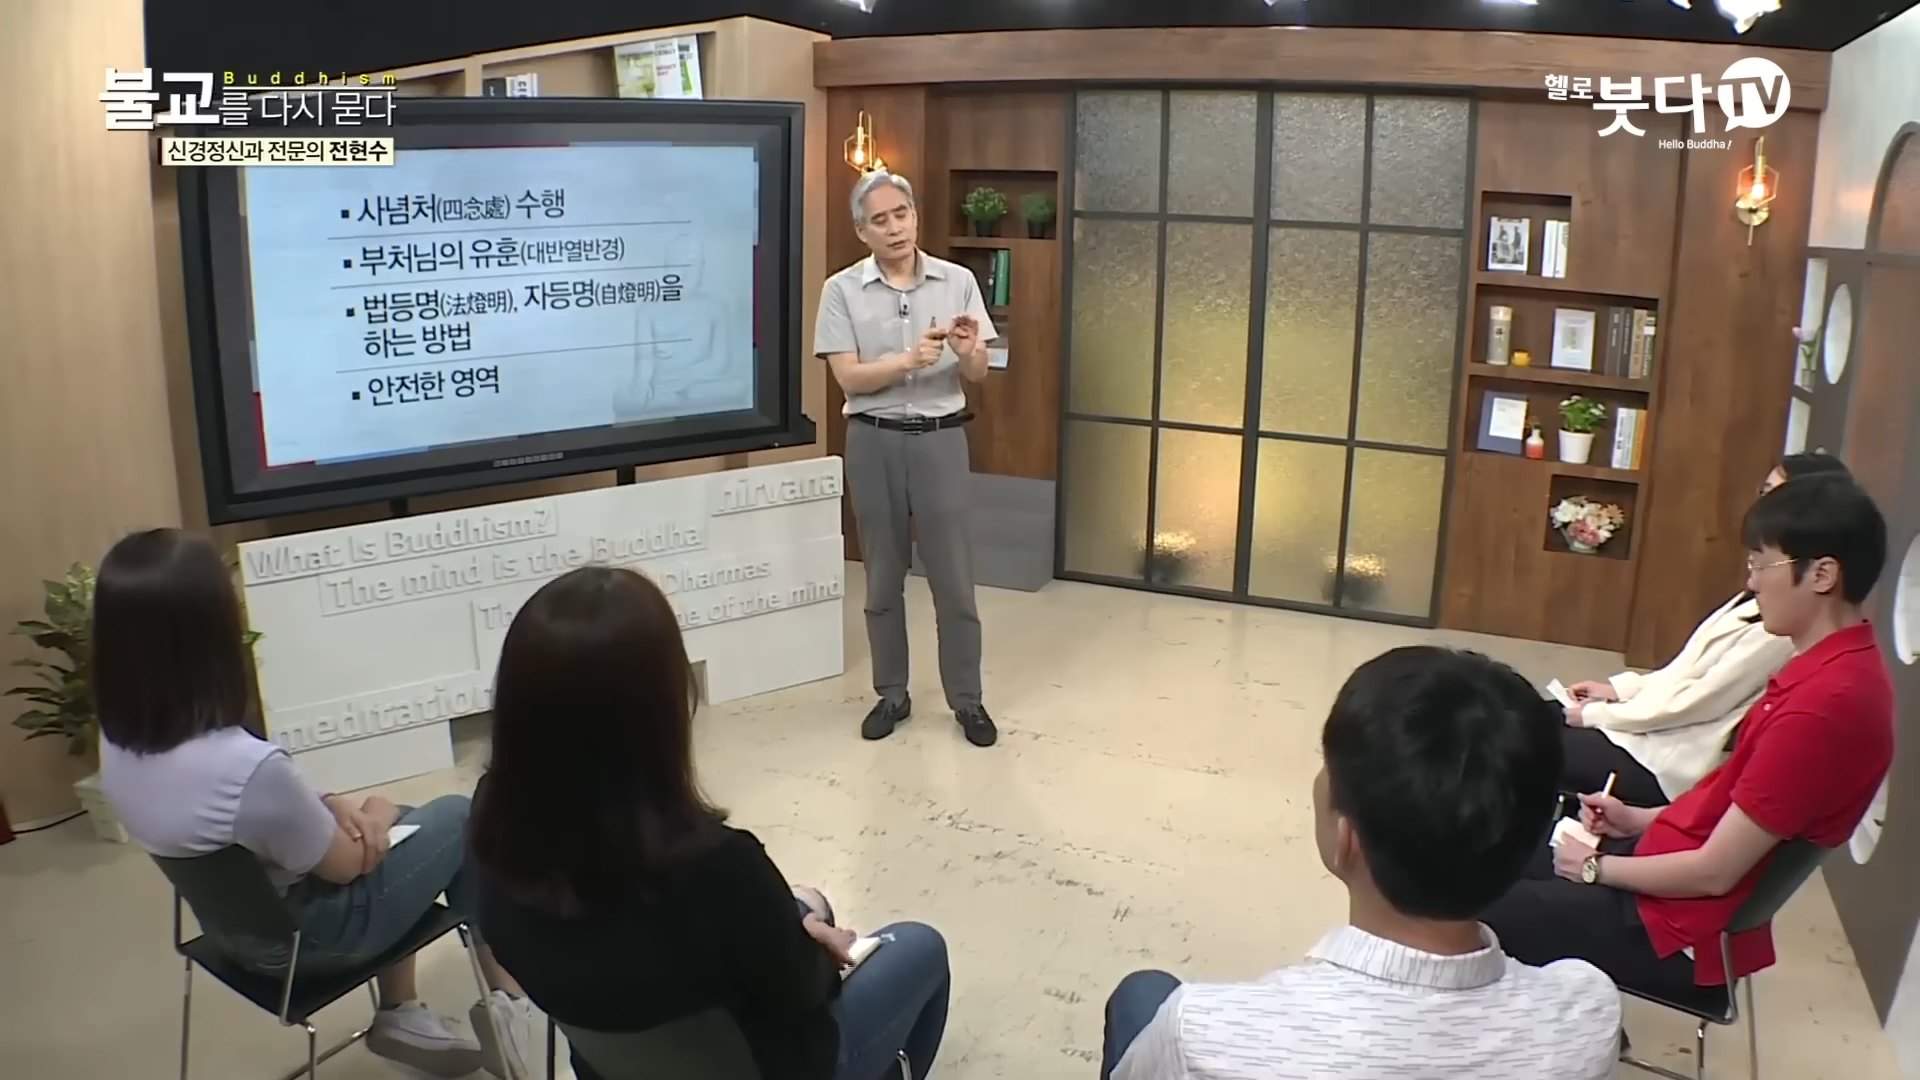 Buddhism
불교를 다시 묻다
신경정신과 전문의 전현수
헬로붓다TV
Hello Buddha!
▪ 사념처(四念處) 수행
▪ 부처님의 유훈(대반열반경)
▪ 법등명(法燈明), 자등명(自燈明)을
하는 방법
▪ 안전한 영역
nirvana
What Is Buddhism?
The mind is the Buddha
Dharmas
of the mind
meditation